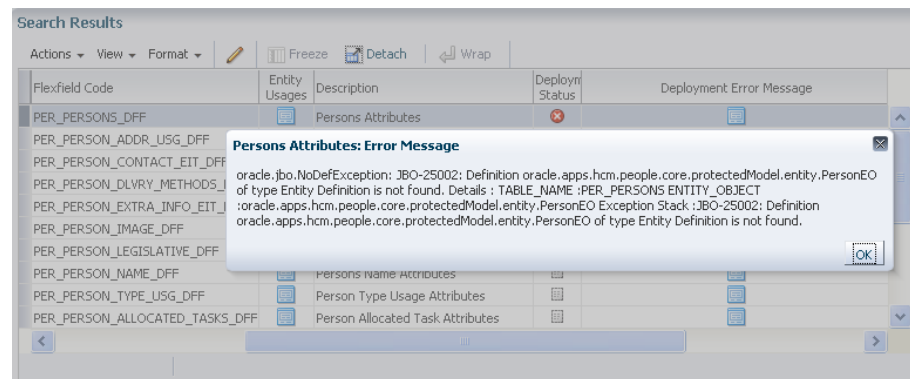 Search Results
Actions View Format Freeze Detach Wrap
Flexfield Code Entity Usages Description Deploym Status Deployment Error Message
PER_PERSONS_DFF Persons Attributes
PER_PERSON_ADDR_USG_DFF
PER_PERSON_CONTACT_EIT_DFF
PER_PERSON_DLVRY_METHODS_
PER_PERSON_EXTRA_INFO_EIT_
PER_PERSON_IMAGE_DFF
PER_PERSON_LEGISLATIVE_DFF
PER_PERSON_NAME_DFF Persons Name Attributes
PER_PERSON_TYPE_USG_DFF Person Type Usage Attributes
PER_PERSON_ALLOCATED_TASKS_DFF Person Allocated Task Attributes
Persons Attributes: Error Message
oracle.jbo.NoDefException: JBO-25002: Definition oracle.apps.hcm.people.core.protectedModel.entity.PersonEO
of type Entity Definition is not found. Details : TABLE_NAME :PER_PERSONS ENTITY_OBJECT
:oracle.apps.hcm.people.core.protectedModel.entity.PersonEO Exception Stack :JBO-25002: Definition
oracle.apps.hcm.people.core.protectedModel.entity.PersonEO of type Entity Definition is not found.
OK